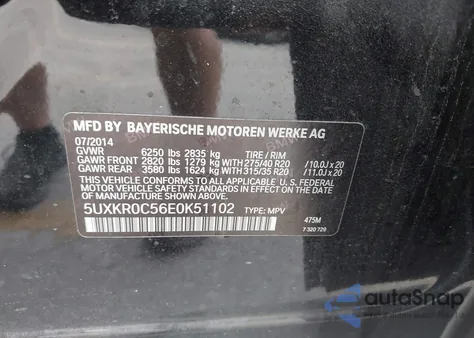 MFD BY BAYERISCHE MOTOREN WERKE AG
07/2014
GVWR 6250 lbs 2835 kg TIRE / RIM
GAWR FRONT 2820 lbs 1279 kg WITH 275/40 R20 /10.0J x 20
GAWR REAR 3580 lbs 1624 kg WITH 315/35 R20 /11.0J x 20
THIS VEHICLE CONFORMS TO ALL APPLICABLE U. S. FEDERAL
MOTOR VEHICLE SAFETY STANDARDS IN EFFECT ON THE
DATE OF MANUFACTURE SHOWN ABOVE.
5UXKR0C56E0K51102 TYPE: MPV 475M
7 320 729
autoSnap